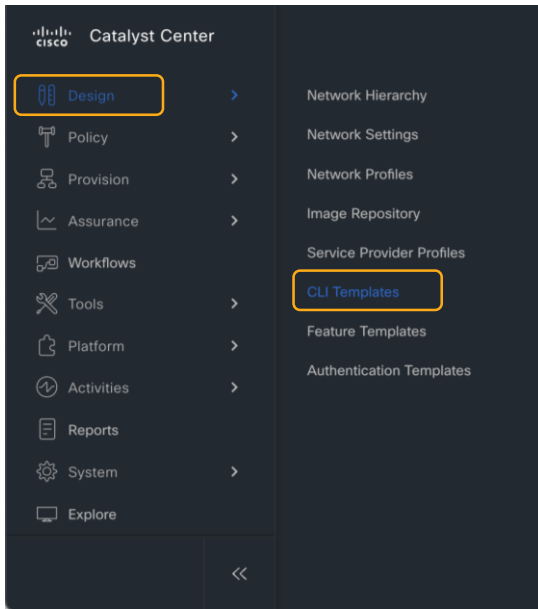 CISCO Catalyst Center
Design
Policy
Provision
Assurance
Workflows
Tools
Platform
Activities
Reports
System
Explore
Network Hierarchy
Network Settings
Network Profiles
Image Repository
Service Provider Profiles
CLI Templates
Feature Templates
Authentication Templates